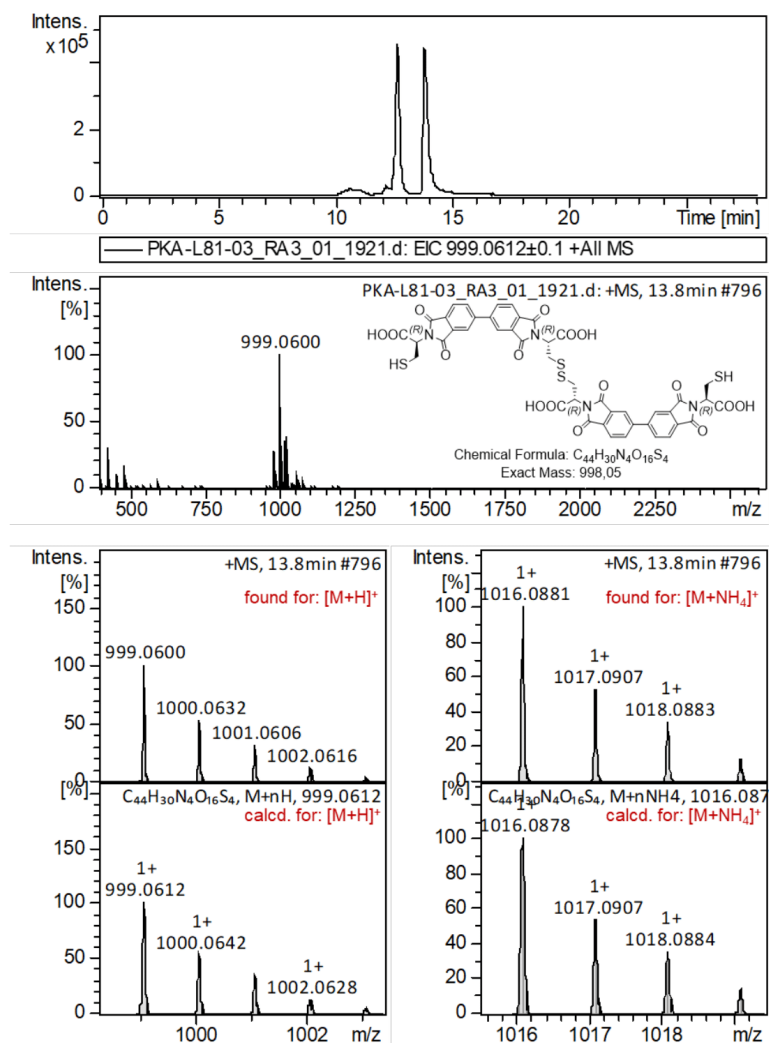 Intens.
x10⁵
2
0
0 5 10 15 20 Time [min]
PKA-L81-03_RA3_01_1921.d: EIC 999.0612±0.1 +All MS
Intens.
[%]
PKA-L81-03_RA3_01_1921.d: +MS, 13.8min #796
100
50
0
999.0600
O O O O
HOOC (R) N N (R) COOH
HS O O S
S SH
O O
HOOC (R) N N (R) COOH
O O
Chemical Formula: C₄₄H₃₀N₄O₁₆S₄
Exact Mass: 998,05
500 750 1000 1250 1500 1750 2000 2250 m/z
Intens.
[%]
+MS, 13.8min #796
found for: [M+H]⁺
150
100
50
0
999.0600
1000.0632
1001.0606
1002.0616
[%]
C₄₄H₃₀N₄O₁₆S₄, M+nH, 999.0612
calcd. for: [M+H]⁺
150
100
50
0
1+
999.0612
1+
1000.0642
1+
1002.0628
1000 1002 m/z
Intens.
[%]
+MS, 13.8min #796
found for: [M+NH₄]⁺
100
80
60
40
20
0
1+
1016.0881
1+
1017.0907
1+
1018.0883
[%]
C₄₄H₃₀N₄O₁₆S₄, M+nNH4, 1016.087
calcd. for: [M+NH₄]⁺
100
80
60
40
20
0
1+
1016.0878
1+
1017.0907
1+
1018.0884
1016 1017 1018 m/z